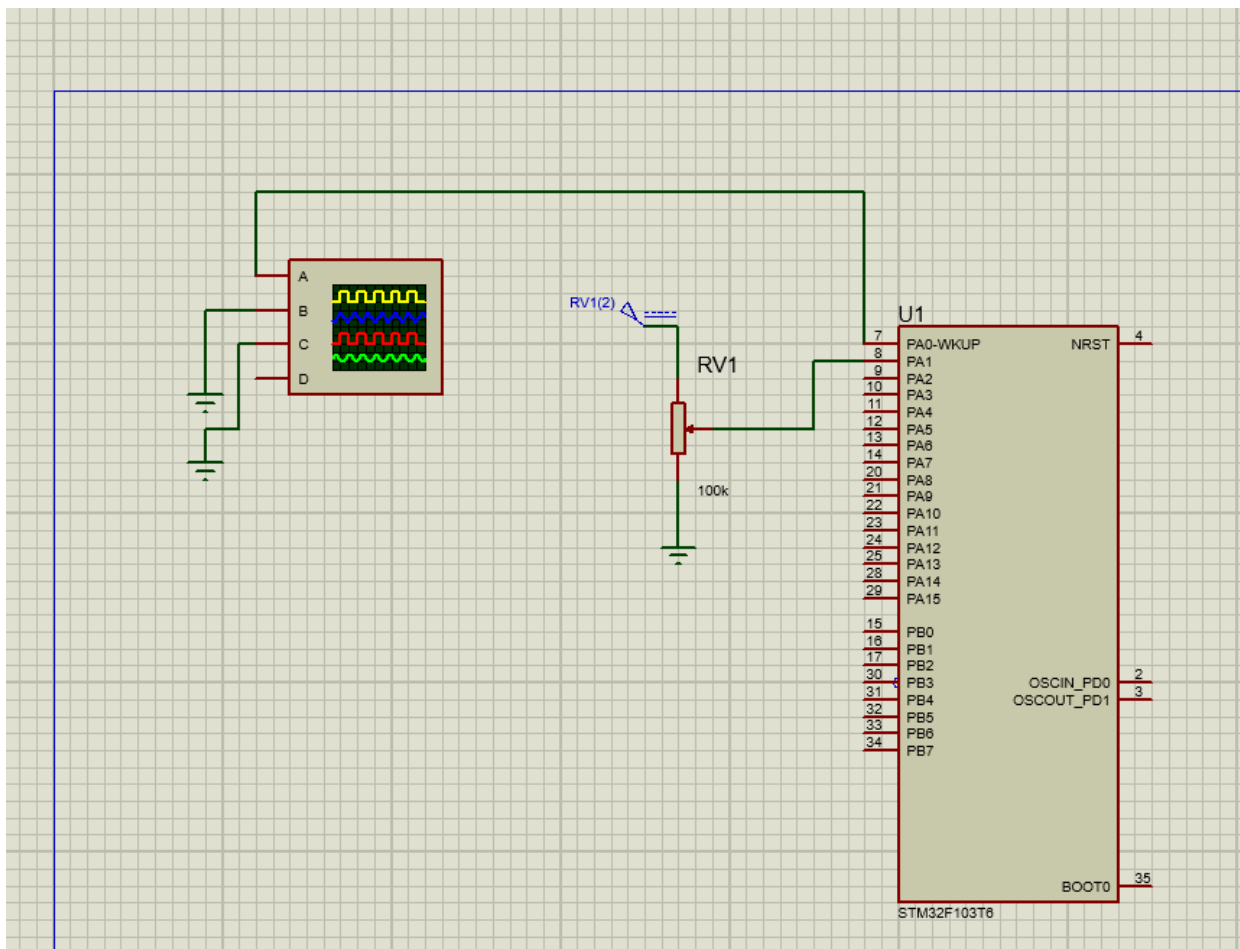 A
B
C
D
RV1(2)
RV1
100k
U1
7 PA0-WKUP NRST 4
8 PA1
9 PA2
10 PA3
11 PA4
12 PA5
13 PA6
14 PA7
20 PA8
21 PA9
22 PA10
23 PA11
24 PA12
25 PA13
28 PA14
29 PA15
15 PB0
16 PB1
17 PB2
30 PB3 OSCIN_PD0 2
31 PB4 OSCOUT_PD1 3
32 PB5
33 PB6
34 PB7
BOOT0 35
STM32F103T6